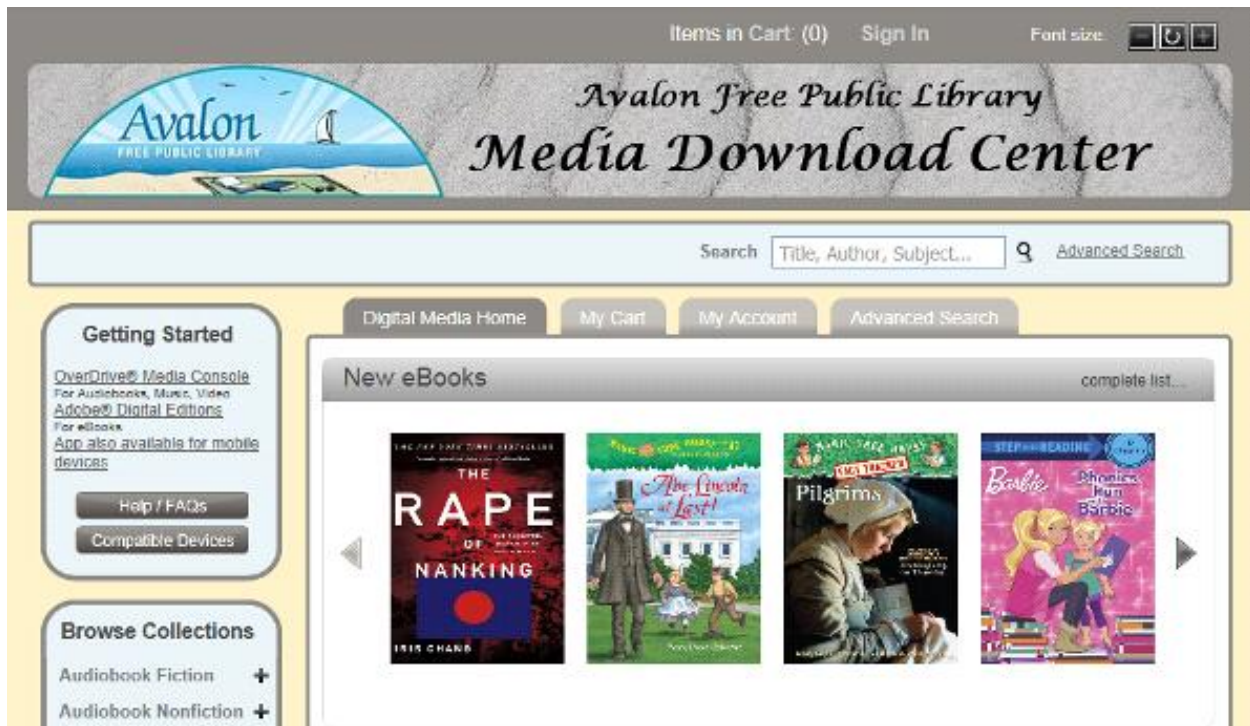 Items in Cart: (0) Sign In Font size:
Avalon
FREE PUBLIC LIBRARY
Avalon Free Public Library
Media Download Center
Search Title, Author, Subject... Advanced Search
Digital Media Home My Cart My Account Advanced Search
Getting Started
OverDrive® Media Console
For Audiobooks, Music, Video
Adobe® Digital Editions
For eBooks
App also available for mobile
devices
Help / FAQs
Compatible Devices
New eBooks complete list...
THE NEW YORK TIMES BESTSELLER
THE
RAPE
OF
NANKING
IRIS CHANG
Abe Lincoln
at Last!
MAGIC TREE HOUSE
FACT TRACKER
Pilgrims
STEP INTO READING
Barbie
Phonics
Fun
Barbie
Browse Collections
Audiobook Fiction +
Audiobook Nonfiction +